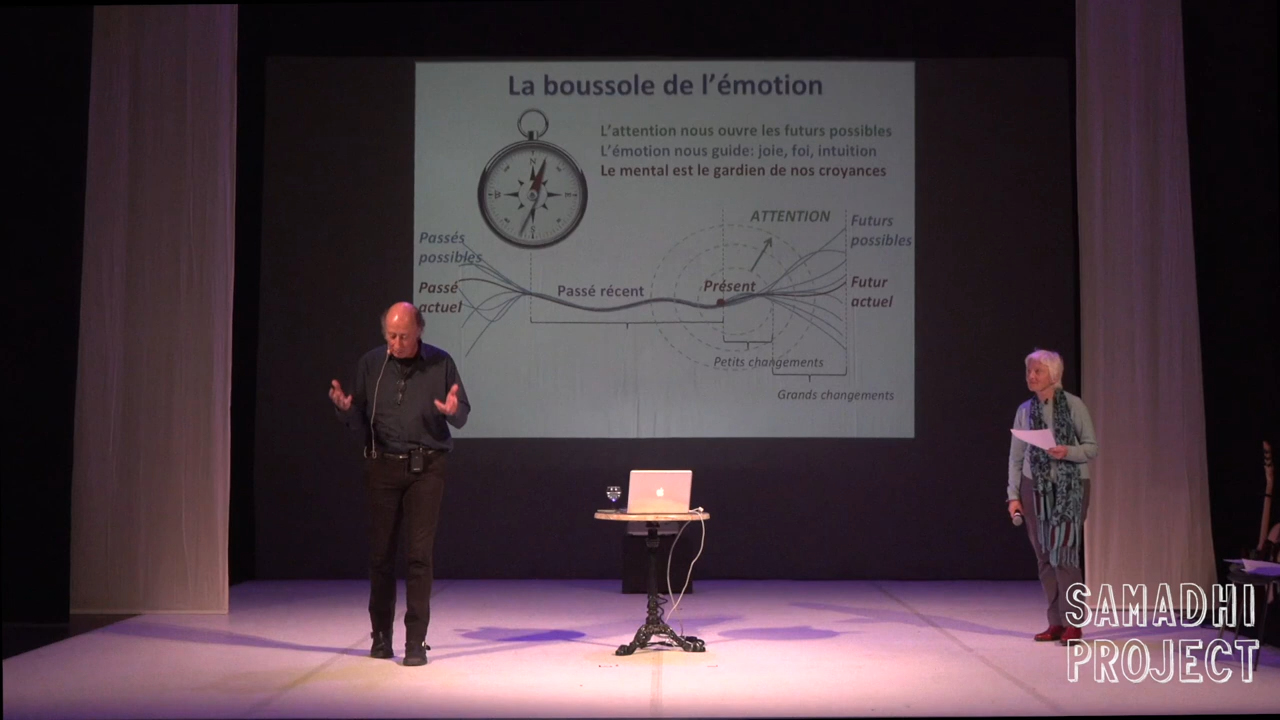 La boussole de l'émotion
L'attention nous ouvre les futurs possibles
L'émotion nous guide: joie, foi, intuition
Le mental est le gardien de nos croyances
N
S
ATTENTION
Passés
possibles
Futurs
possibles
Passé
actuel
Passé récent
Présent
Futur
actuel
Petits changements
Grands changements
SAMADHI
PROJECT